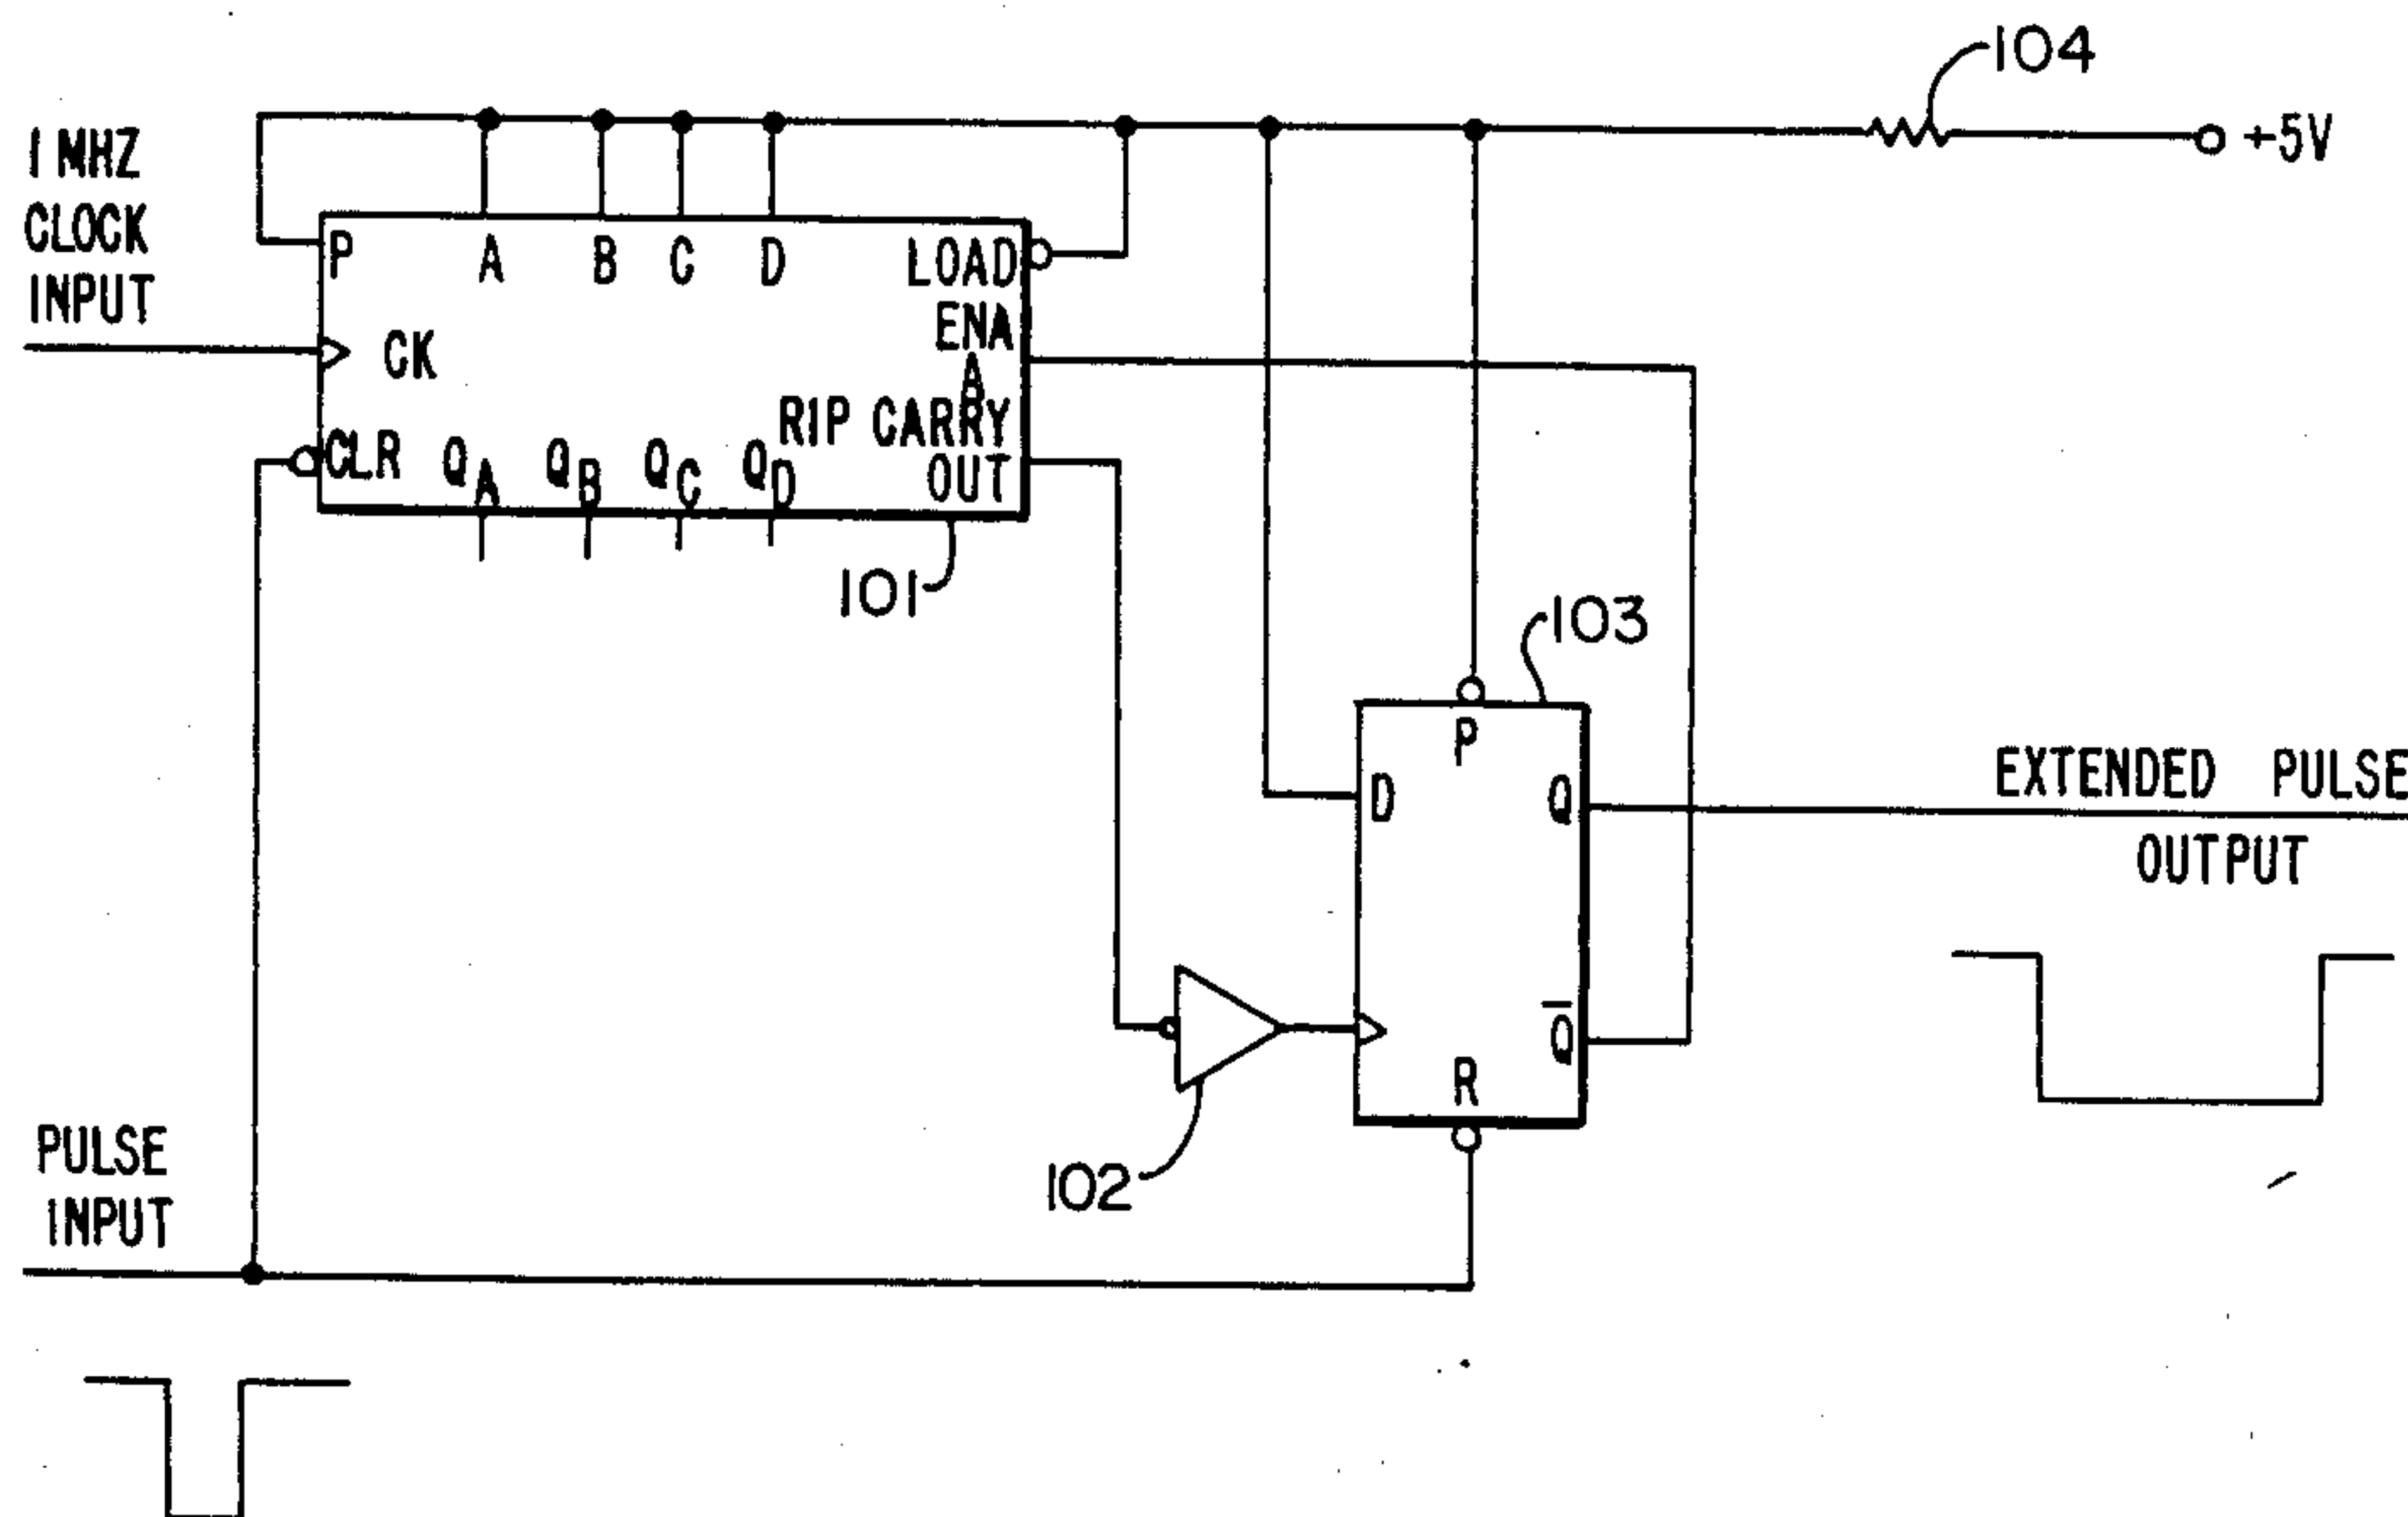 104
+5V
1 MHZ
CLOCK
INPUT
P
A
B
C
D
LOAD
ENA
A
CK
RIP CARRY
CLR
QA
QB
QC
QD
OUT
101
103
P
D
Q
EXTENDED PULSE
OUTPUT
Q̅
R
102
PULSE
INPUT